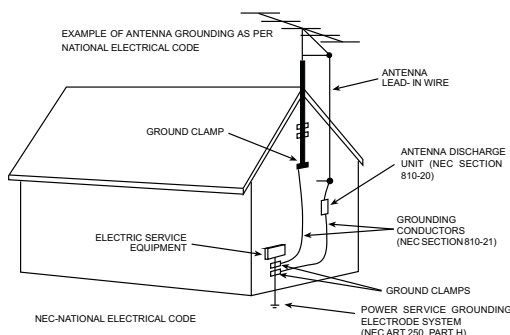 EXAMPLE OF ANTENNA GROUNDING AS PER
NATIONAL ELECTRICAL CODE
ANTENNA
LEAD- IN WIRE
GROUND CLAMP
ANTENNA DISCHARGE
UNIT (NEC SECTION
810-20)
GROUNDING
CONDUCTORS
(NEC SECTION 810-21)
ELECTRIC SERVICE
EQUIPMENT
GROUND CLAMPS
POWER SERVICE GROUNDING
ELECTRODE SYSTEM
(NEC ART 250, PART H)
NEC-NATIONAL ELECTRICAL CODE